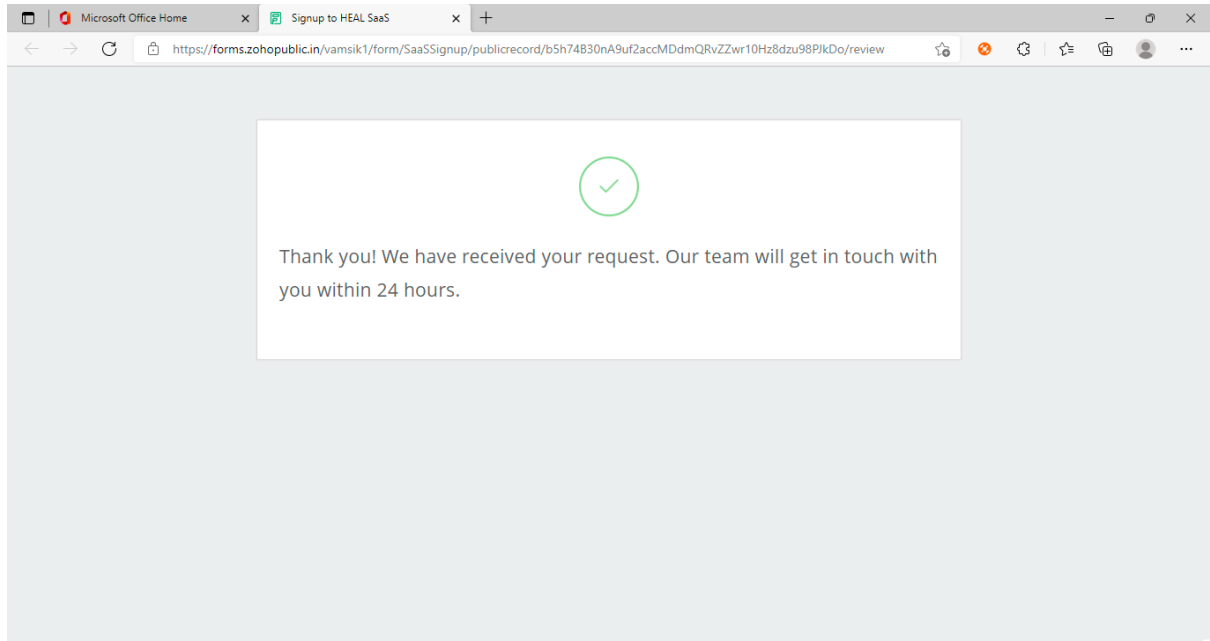 Microsoft Office Home
Signup to HEAL SaaS
https://forms.zohopublic.in/vamsik1/form/SaaSSignup/publicrecord/b5h74B30nA9uf2accMDdmQRvZZwr10Hz8dzu98PJkDo/review
Thank you! We have received your request. Our team will get in touch with
you within 24 hours.